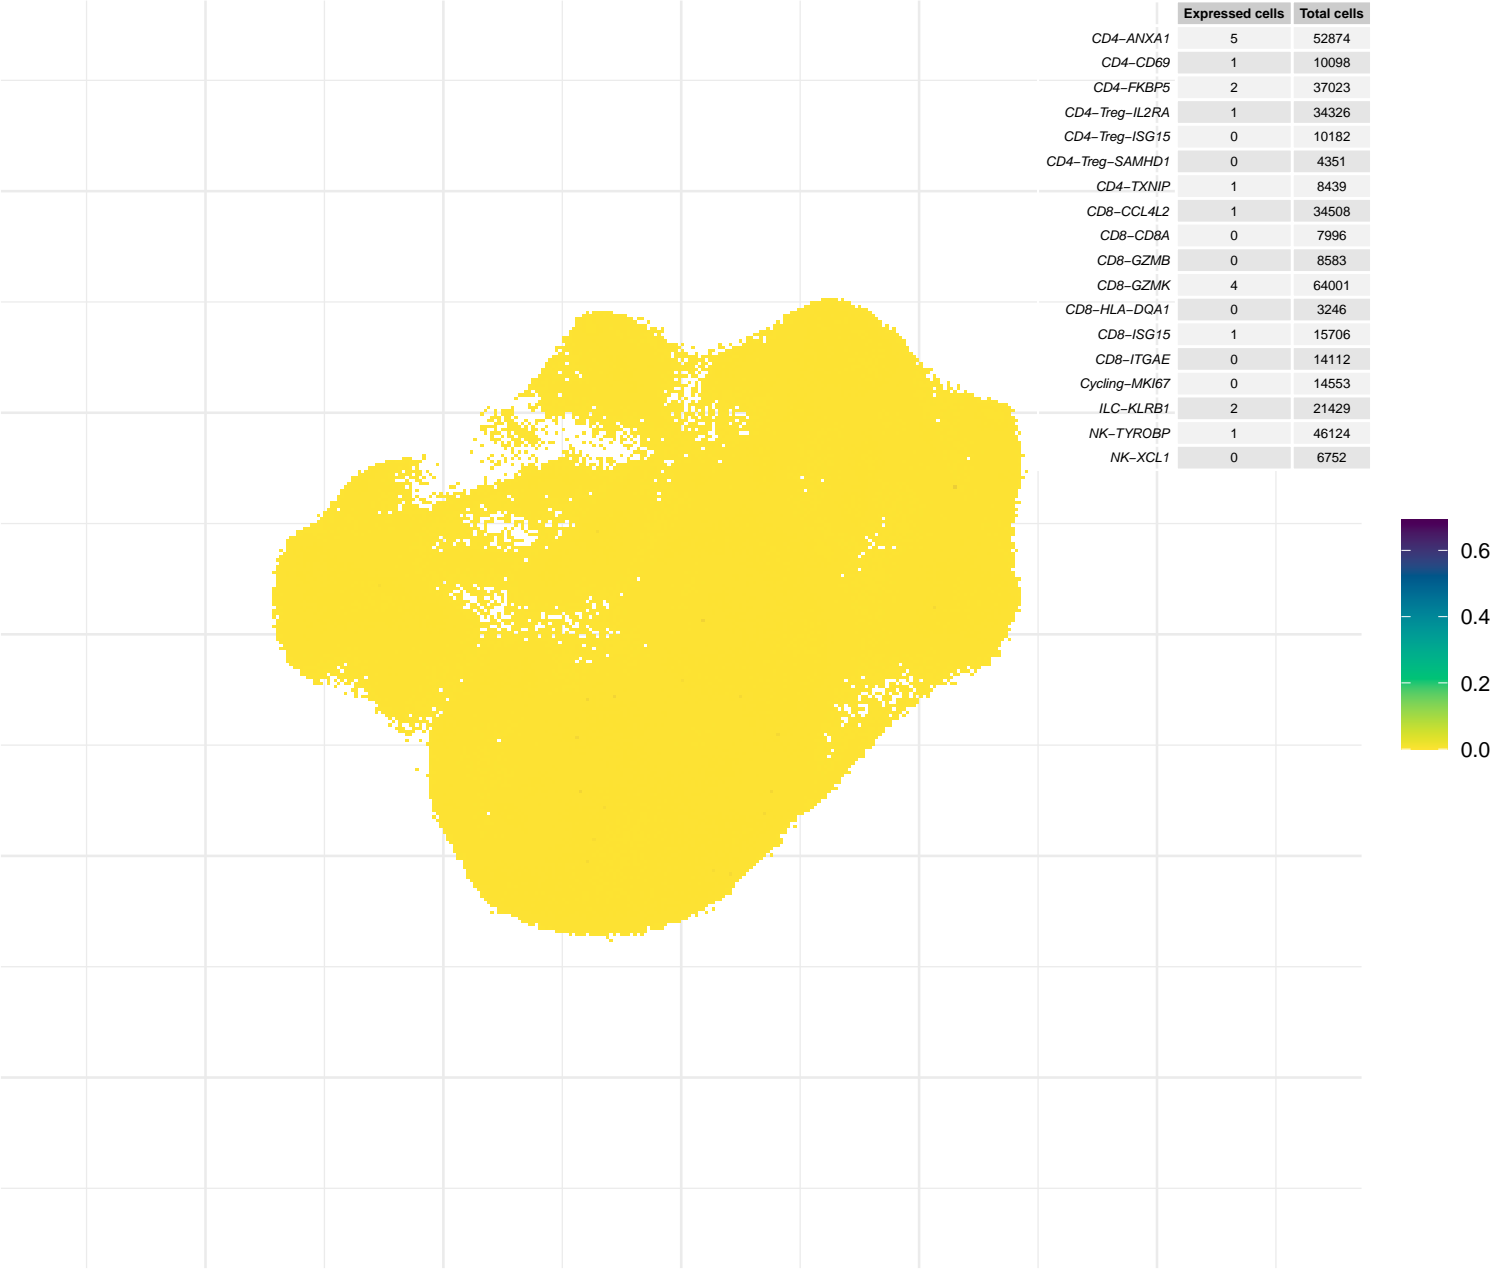 Expressed cells Total cells
CD4−ANXA1 5 52874
CD4−CD69 1 10098
CD4−FKBP5 2 37023
CD4−Treg−IL2RA 1 34326
CD4−Treg−ISG15 0 10182
CD4−Treg−SAMHD1 0 4351
CD4−TXNIP 1 8439
CD8−CCL4L2 1 34508
CD8−CD8A 0 7996
CD8−GZMB 0 8583
CD8−GZMK 4 64001
CD8−HLA−DQA1 0 3246
CD8−ISG15 1 15706
CD8−ITGAE 0 14112
Cycling−MKI67 0 14553
ILC−KLRB1 2 21429
NK−TYROBP 1 46124
NK−XCL1 0 6752
0.6
0.4
0.2
0.0